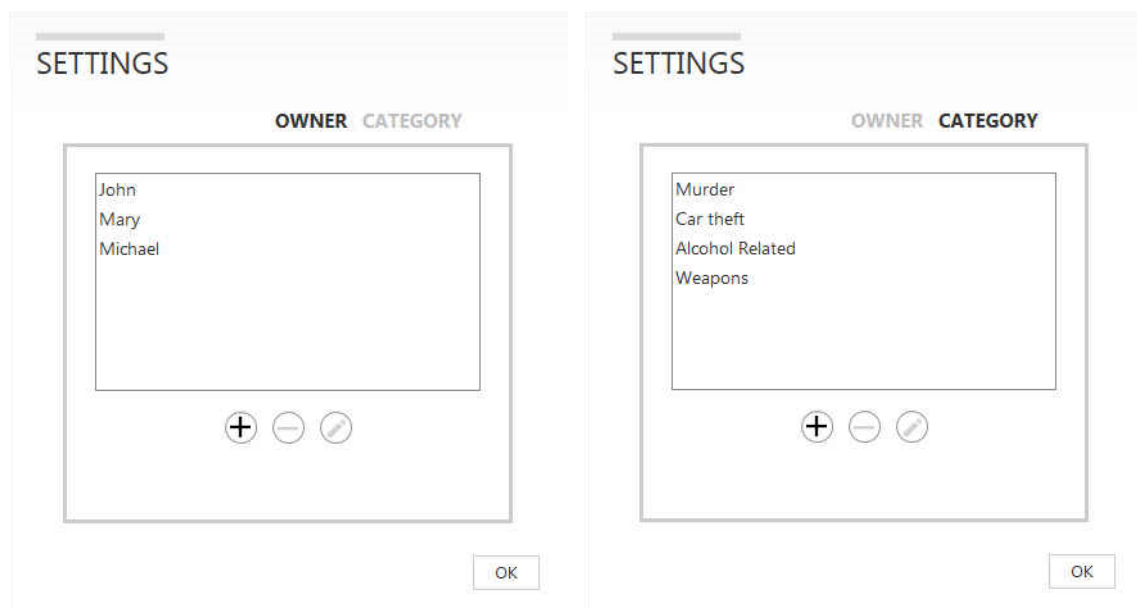 SETTINGS
OWNER CATEGORY
John
Mary
Michael
OK
SETTINGS
OWNER CATEGORY
Murder
Car theft
Alcohol Related
Weapons
OK